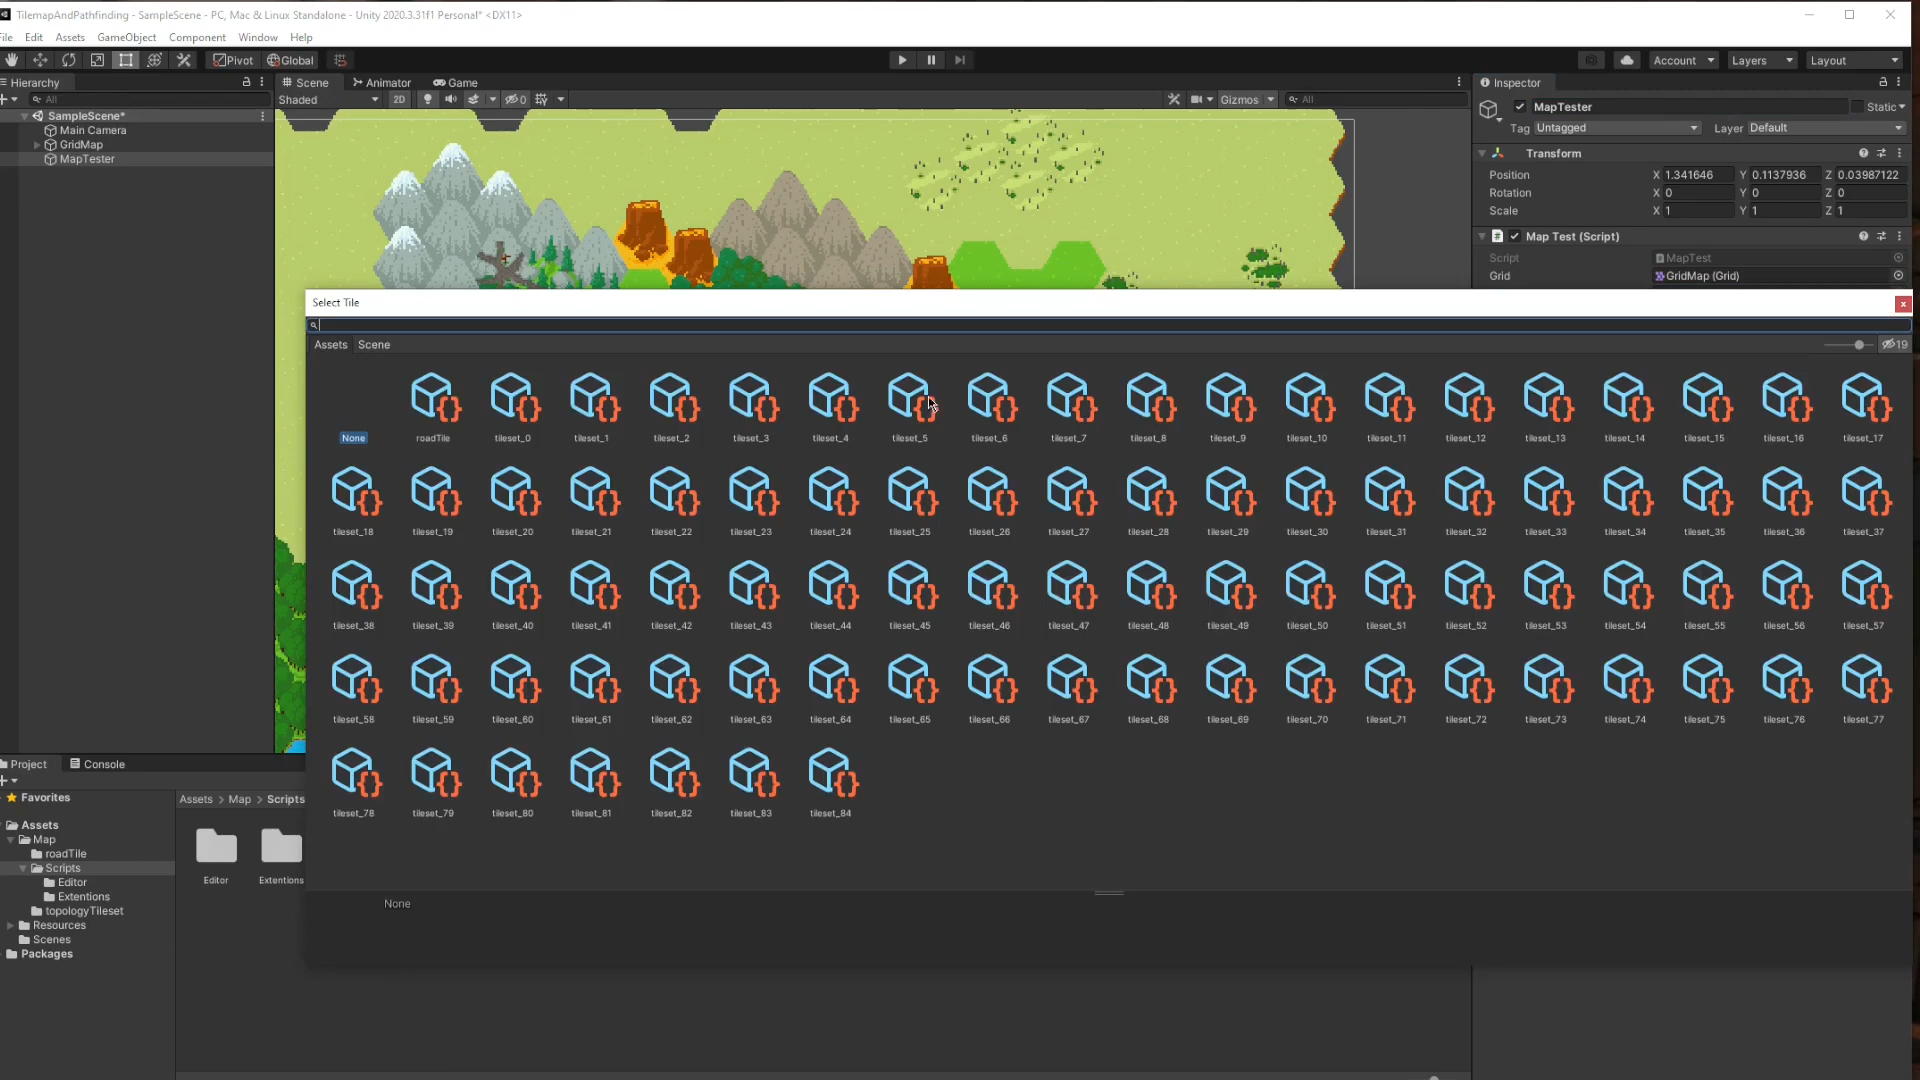 TilemapAndPathfinding - SampleScene - PC, Mac & Linux Standalone - Unity 2020.3.31f1 Personal* <DX11>
File Edit Assets GameObject Component Window Help
Pivot Global Account Layers Layout
Hierarchy Scene Animator Game Inspector
All Shaded 2D 0 Gizmos All
SampleScene*
Main Camera
GridMap
MapTester
MapTester Static
Tag Untagged Layer Default
Transform
Position X 1.341646 Y 0.1137936 Z 0.03987122
Rotation X 0 Y 0 Z 0
Scale X 1 Y 1 Z 1
Map Test (Script)
Script MapTest
Grid GridMap (Grid)
Select Tile
Assets Scene 19
None roadTile tileset_0 tileset_1 tileset_2 tileset_3 tileset_4 tileset_5 tileset_6 tileset_7 tileset_8 tileset_9 tileset_10 tileset_11 tileset_12 tileset_13 tileset_14 tileset_15 tileset_16 tileset_17
tileset_18 tileset_19 tileset_20 tileset_21 tileset_22 tileset_23 tileset_24 tileset_25 tileset_26 tileset_27 tileset_28 tileset_29 tileset_30 tileset_31 tileset_32 tileset_33 tileset_34 tileset_35 tileset_36 tileset_37
tileset_38 tileset_39 tileset_40 tileset_41 tileset_42 tileset_43 tileset_44 tileset_45 tileset_46 tileset_47 tileset_48 tileset_49 tileset_50 tileset_51 tileset_52 tileset_53 tileset_54 tileset_55 tileset_56 tileset_57
tileset_58 tileset_59 tileset_60 tileset_61 tileset_62 tileset_63 tileset_64 tileset_65 tileset_66 tileset_67 tileset_68 tileset_69 tileset_70 tileset_71 tileset_72 tileset_73 tileset_74 tileset_75 tileset_76 tileset_77
tileset_78 tileset_79 tileset_80 tileset_81 tileset_82 tileset_83 tileset_84
None
Project Console
Favorites
Assets
Map
roadTile
Scripts
Editor
Extentions
topologyTileset
Resources
Scenes
Packages
Assets > Map > Scripts
Editor Extentions